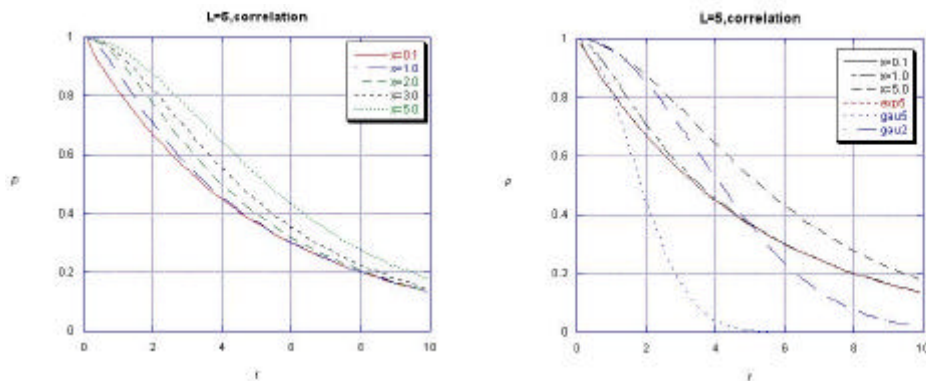 L=5,correlation
1
0.8
0.6
0.4
0.2
0
0
2
4
6
8
10
ρ
r
x=0.1
x=1.0
x=2.0
x=3.0
x=5.0
L=5,correlation
1
0.8
0.6
0.4
0.2
0
0
2
4
6
8
10
ρ
r
x=0.1
x=1.0
x=5.0
exp5
gau5
gau2